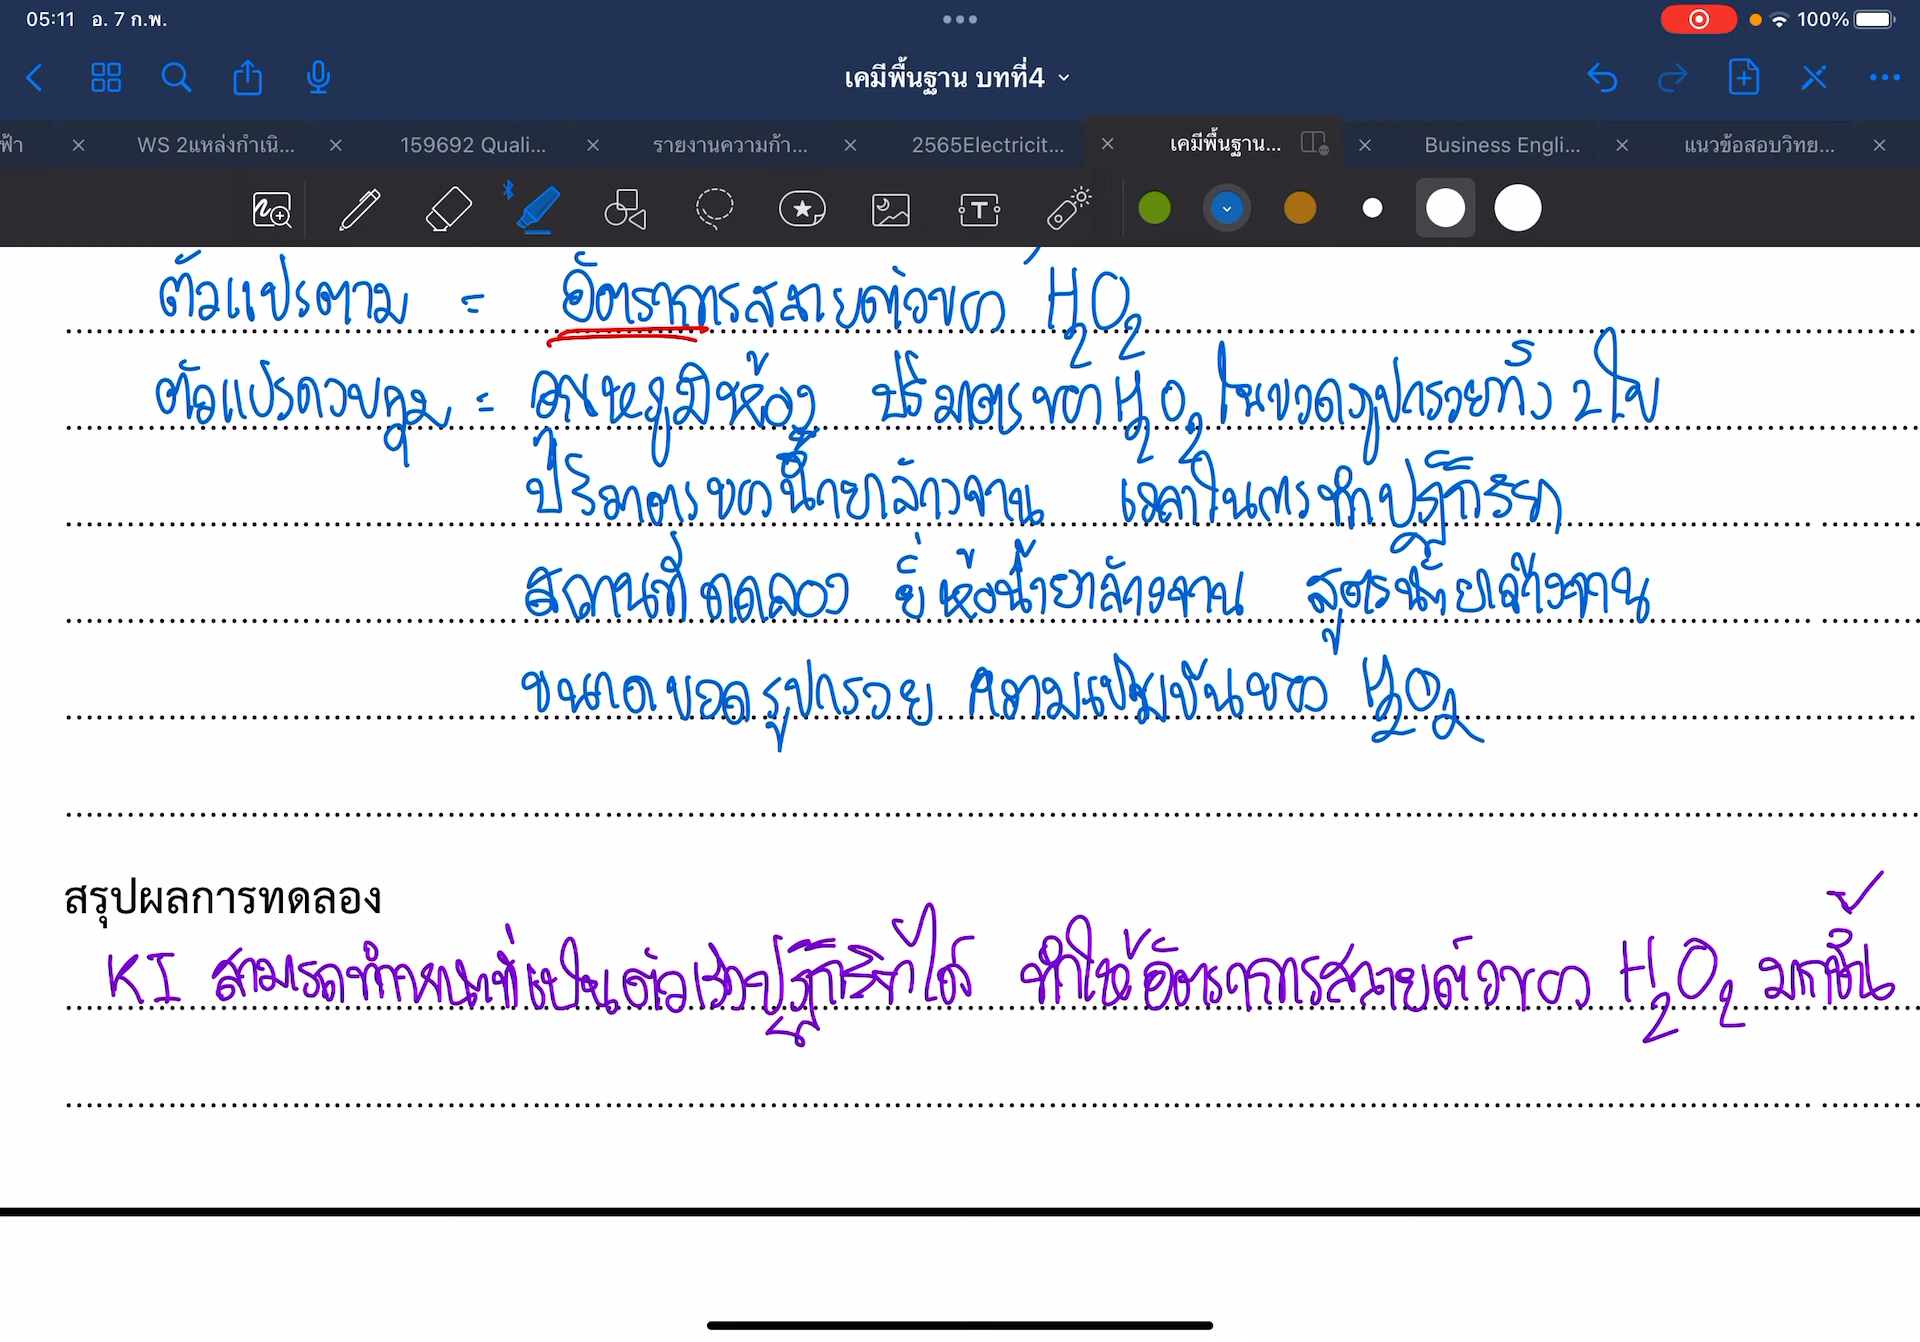 05:11 อ. 7 ก.พ. 100%
เคมีพื้นฐาน บทที่4
ฟ้า WS 2แหล่งกำเนิ... 159692 Quali... รายงานความก้า... 2565Electricit... เคมีพื้นฐาน... Business Engli... แนวข้อสอบวิทย...
ตัวแปรตาม = อัตราการสลายตัวของ H₂O₂
ตัวแปรควบคุม = อุณหภูมิห้อง ปริมาตรของ H₂O₂ ในขวดรูปกรวยทั้ง 2 ใบ
ปริมาตรของน้ำยาล้างจาน เวลาในการทำปฏิกิริยา
สถานที่ทดลอง ยี่ห้อน้ำยาล้างจาน สูตรน้ำยาล้างจาน
ขนาดขวดรูปกรวย ความเข้มข้นของ H₂O₂
สรุปผลการทดลอง
KI สามารถทำหน้าที่เป็นตัวเร่งปฏิกิริยาได้ ทำให้อัตราการสลายตัวของ H₂O₂ มากขึ้น